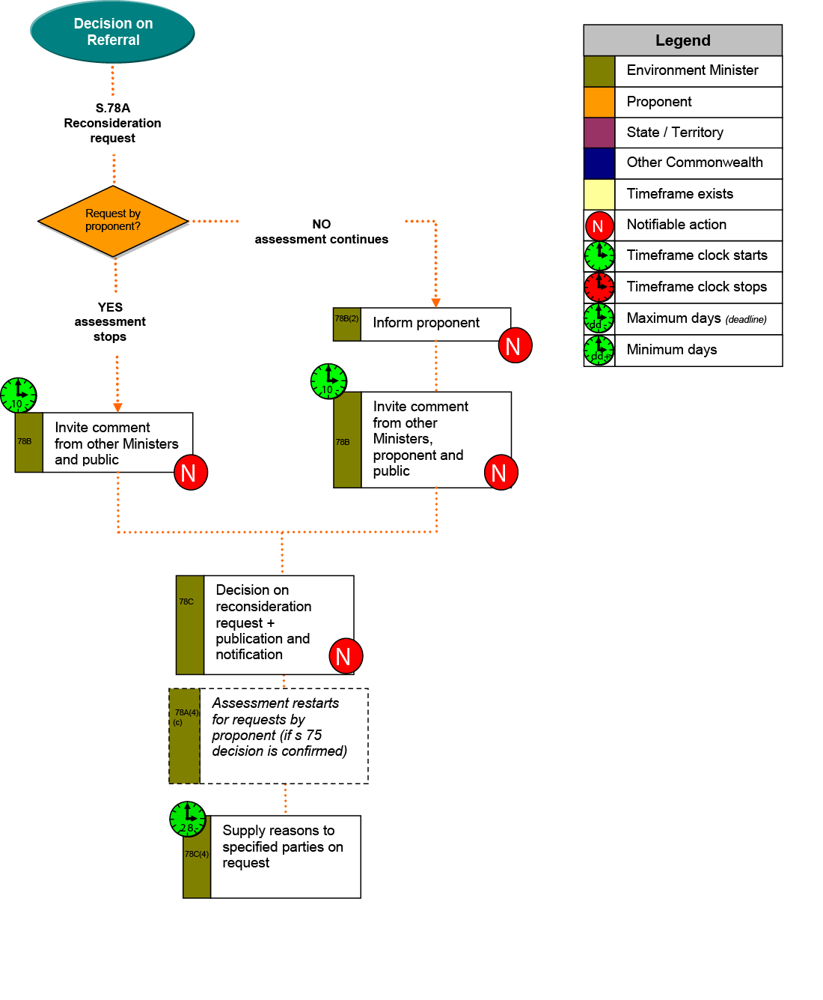 Decision on
Referral
S.78A
Reconsideration
request
Request by
proponent?
NO
assessment continues
YES
assessment
stops
78B(2)
Inform proponent
N
10 -
78B
Invite comment
from other Ministers
and public
N
10 -
78B
Invite comment
from other
Ministers,
proponent and
public
N
78C
Decision on
reconsideration
request +
publication and
notification
N
78A(4)
(c)
Assessment restarts
for requests by
proponent (if s 75
decision is confirmed)
28-
78C(4)
Supply reasons to
specified parties on
request
Legend
Environment Minister
Proponent
State / Territory
Other Commonwealth
Timeframe exists
N
Notifiable action
Timeframe clock starts
Timeframe clock stops
dd -
Maximum days (deadline)
dd+
Minimum days